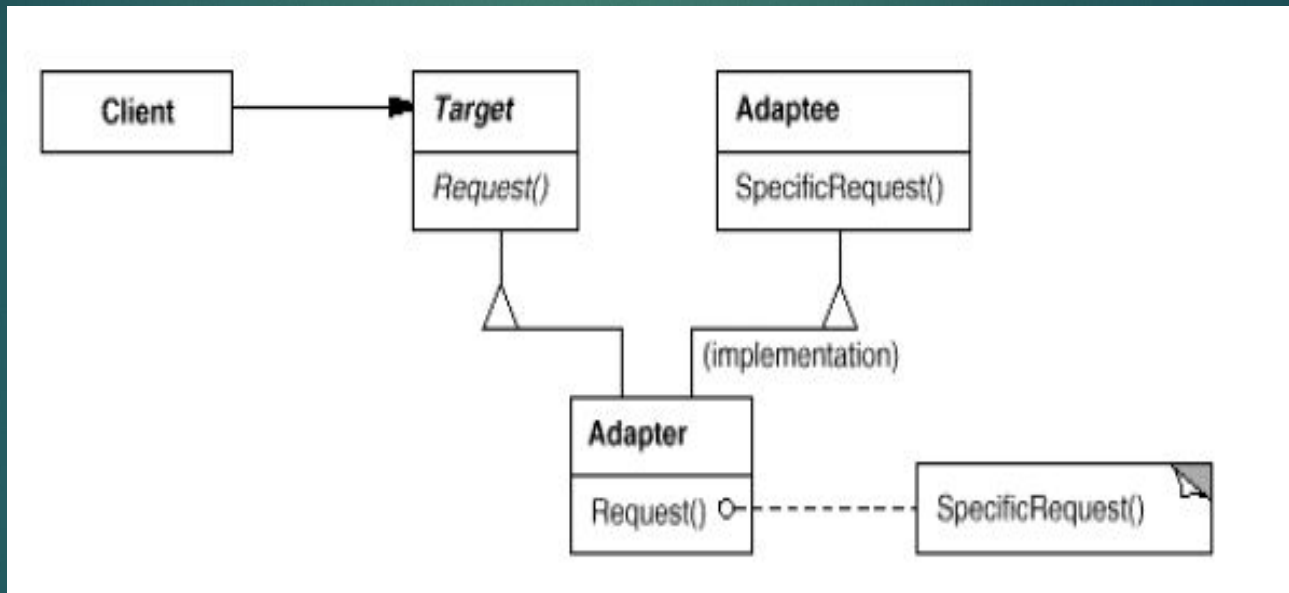 Client
Target
Request()
Adaptee
SpecificRequest()
(implementation)
Adapter
Request()
SpecificRequest()